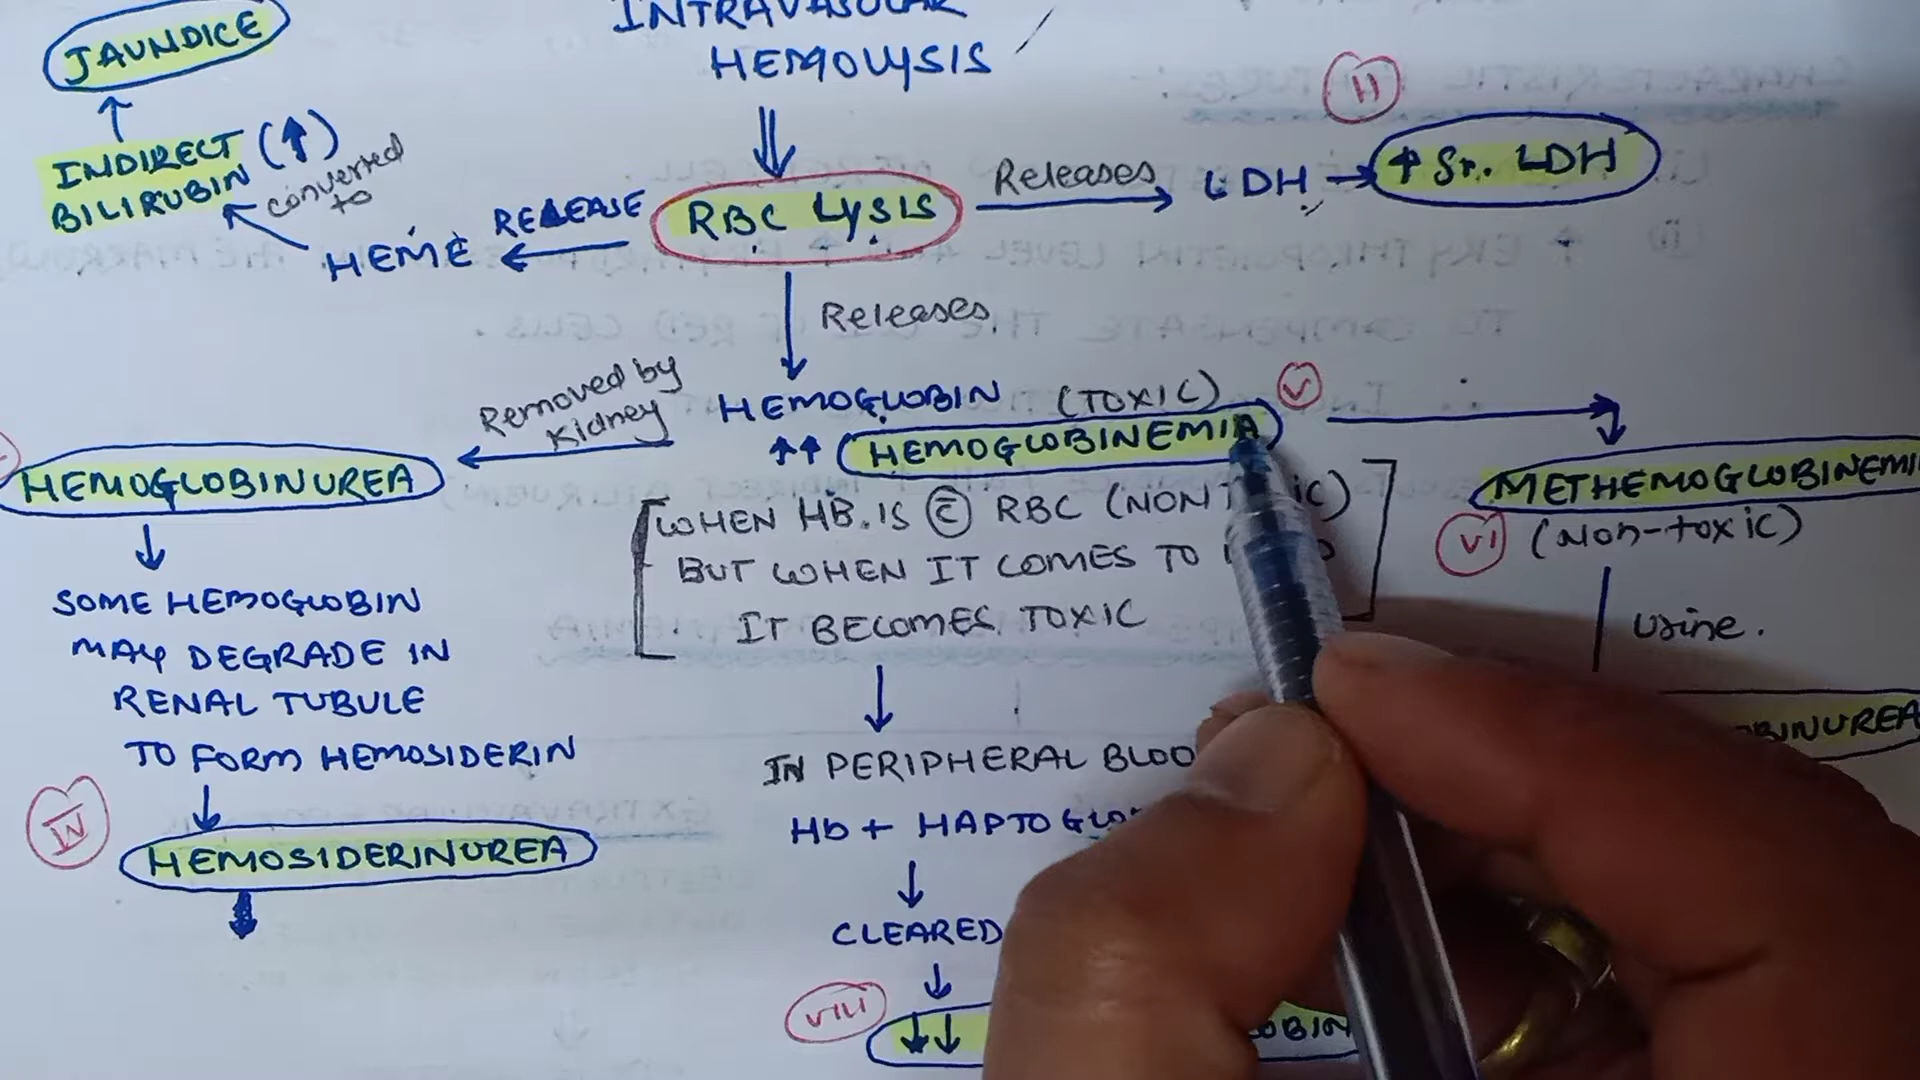 JAUNDICE
INTRAVASCULAR
HEMOLYSIS
INDIRECT (↑)
BILIRUBIN
converted
to
HEME
RELEASE
RBC LYSIS
Releases
LDH → ↑ Sr. LDH
II
Releases
HEMOGLOBIN (TOXIC)
↑↑ HEMOGLOBINEMIA
V
Removed by
Kidney
HEMOGLOBINUREA
SOME HEMOGLOBIN
MAY DEGRADE IN
RENAL TUBULE
TO FORM HEMOSIDERIN
IV
HEMOSIDERINUREA
WHEN HB. IS C RBC (NON
BUT WHEN IT COMES TO
IT BECOMES TOXIC
IN PERIPHERAL BLOO
Hb + HAPTOGLO
CLEARED
VIII
↓↓
OBIN
METHEMOGLOBINEMI
VI (Non-toxic)
urine.
OBINUREA